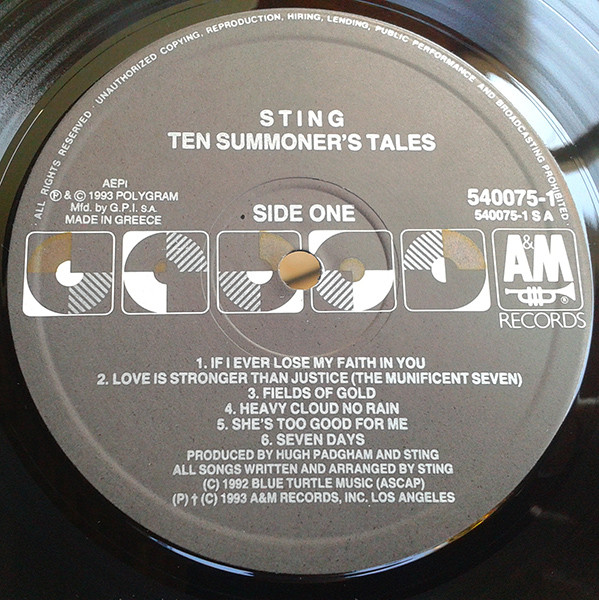 ALL RIGHTS RESERVED · UNAUTHORIZED COPYING, REPRODUCTION, HIRING, LENDING, PUBLIC PERFORMANCE AND BROADCASTING PROHIBITED.
STING
TEN SUMMONER'S TALES
AEPI
℗ & © 1993 POLYGRAM
Mfd. by G.P.I. S.A.
MADE IN GREECE
SIDE ONE
540075-1
540075-1 S A
A&M
®
RECORDS
1. IF I EVER LOSE MY FAITH IN YOU
2. LOVE IS STRONGER THAN JUSTICE (THE MUNIFICENT SEVEN)
3. FIELDS OF GOLD
4. HEAVY CLOUD NO RAIN
5. SHE'S TOO GOOD FOR ME
6. SEVEN DAYS
PRODUCED BY HUGH PADGHAM AND STING
ALL SONGS WRITTEN AND ARRANGED BY STING
(C) 1992 BLUE TURTLE MUSIC (ASCAP)
(P) † (C) 1993 A&M RECORDS, INC. LOS ANGELES